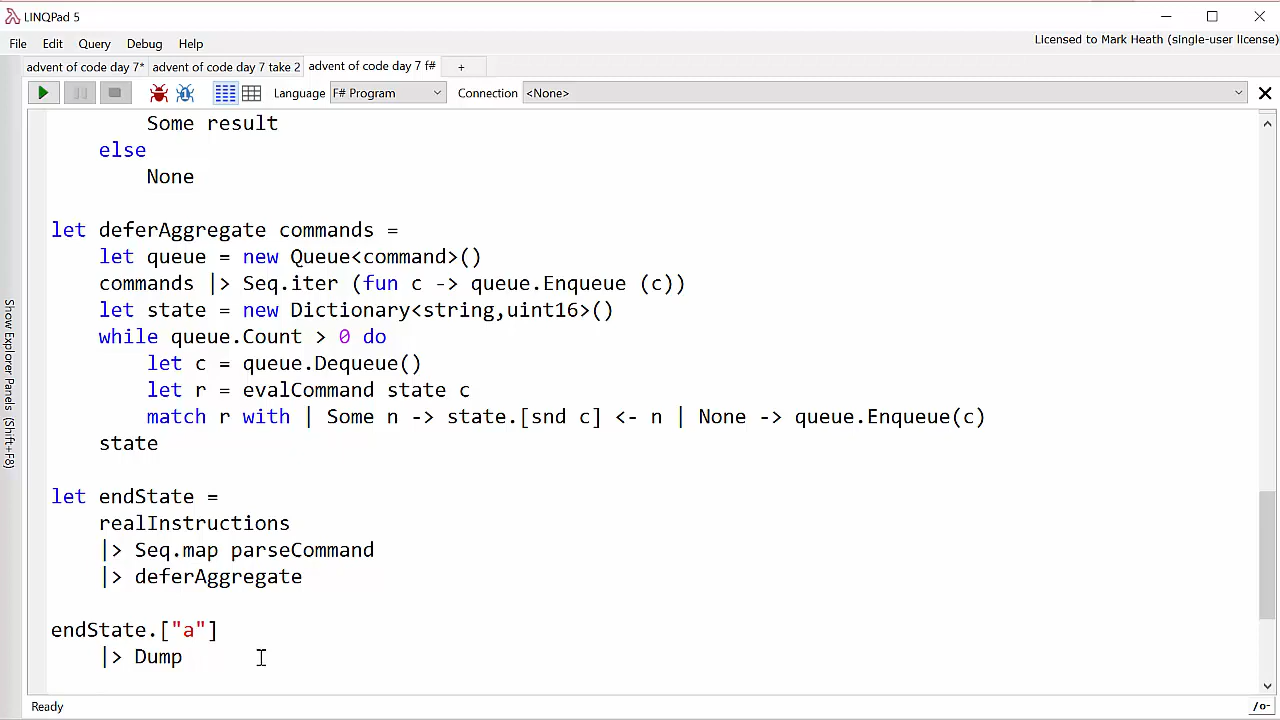 LINQPad 5
File Edit Query Debug Help
Licensed to Mark Heath (single-user license)
advent of code day 7* advent of code day 7 take 2 advent of code day 7 f# +
Language F# Program Connection <None>
Some result
else
None
let deferAggregate commands =
let queue = new Queue<command>()
commands |> Seq.iter (fun c -> queue.Enqueue (c))
let state = new Dictionary<string,uint16>()
while queue.Count > 0 do
let c = queue.Dequeue()
let r = evalCommand state c
match r with | Some n -> state.[snd c] <- n | None -> queue.Enqueue(c)
state
let endState =
realInstructions
|> Seq.map parseCommand
|> deferAggregate
endState.["a"]
|> Dump
Show Explorer Panels (Shift+F8)
Ready
/o-